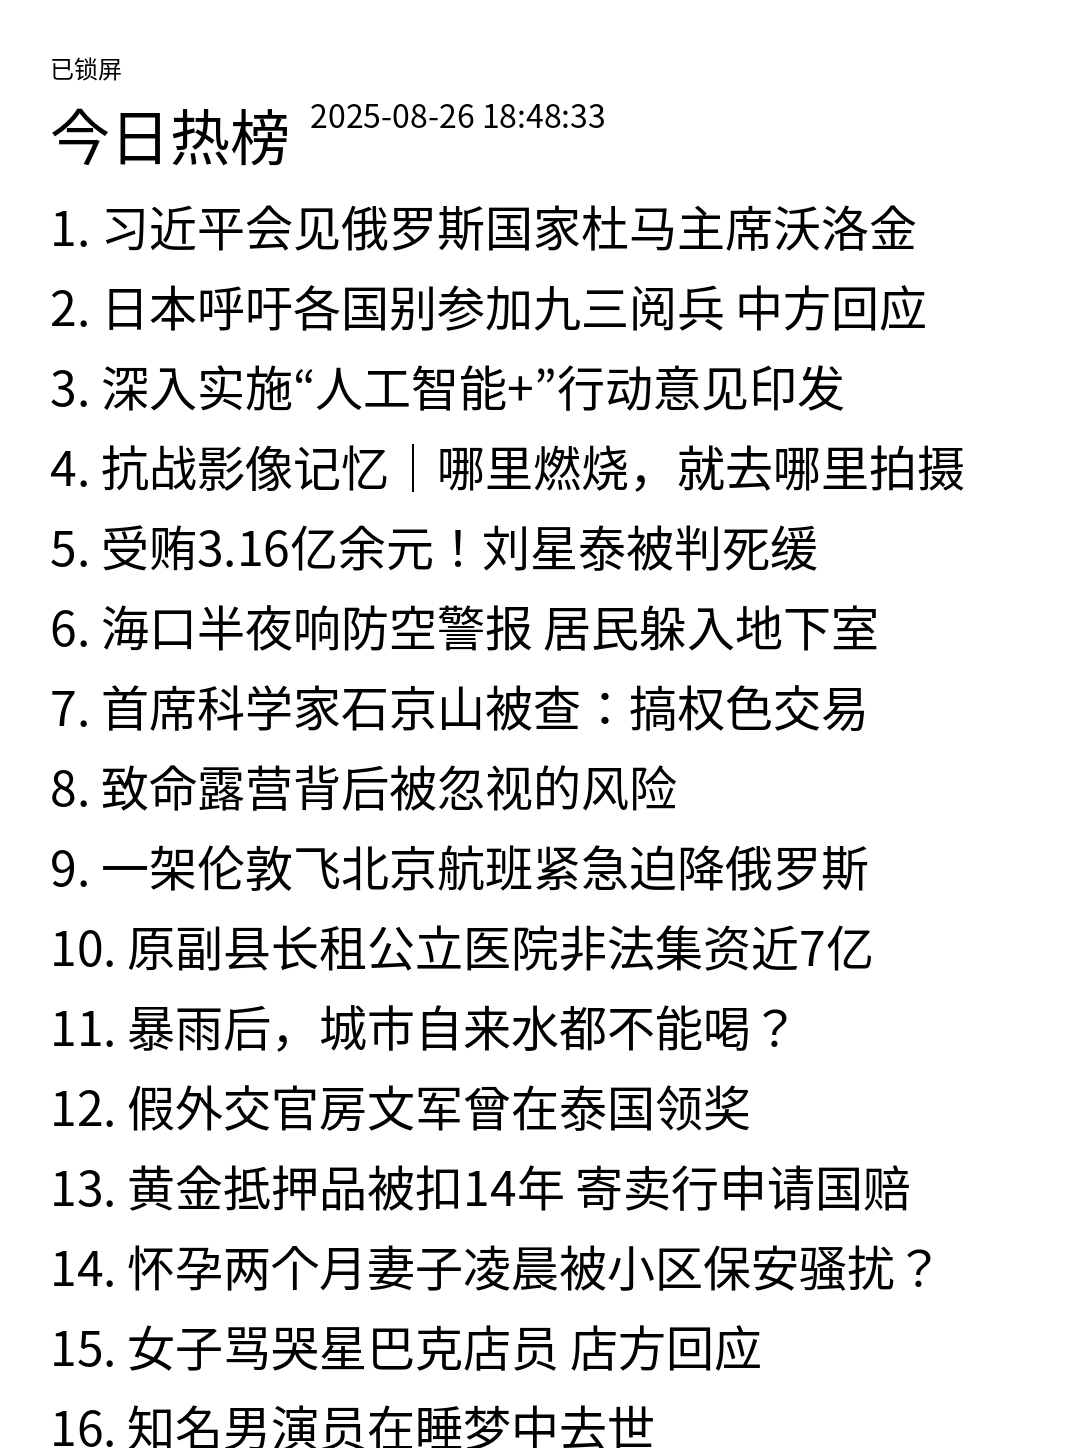 已锁屏
今日热榜 2025-08-26 18:48:33
1. 习近平会见俄罗斯国家杜马主席沃洛金
2. 日本呼吁各国别参加九三阅兵 中方回应
3. 深入实施“人工智能+”行动意见印发
4. 抗战影像记忆｜哪里燃烧，就去哪里拍摄
5. 受贿3.16亿余元！刘星泰被判死缓
6. 海口半夜响防空警报 居民躲入地下室
7. 首席科学家石京山被查：搞权色交易
8. 致命露营背后被忽视的风险
9. 一架伦敦飞北京航班紧急迫降俄罗斯
10. 原副县长租公立医院非法集资近7亿
11. 暴雨后，城市自来水都不能喝？
12. 假外交官房文军曾在泰国领奖
13. 黄金抵押品被扣14年 寄卖行申请国赔
14. 怀孕两个月妻子凌晨被小区保安骚扰？
15. 女子骂哭星巴克店员 店方回应
16. 知名男演员在睡梦中去世